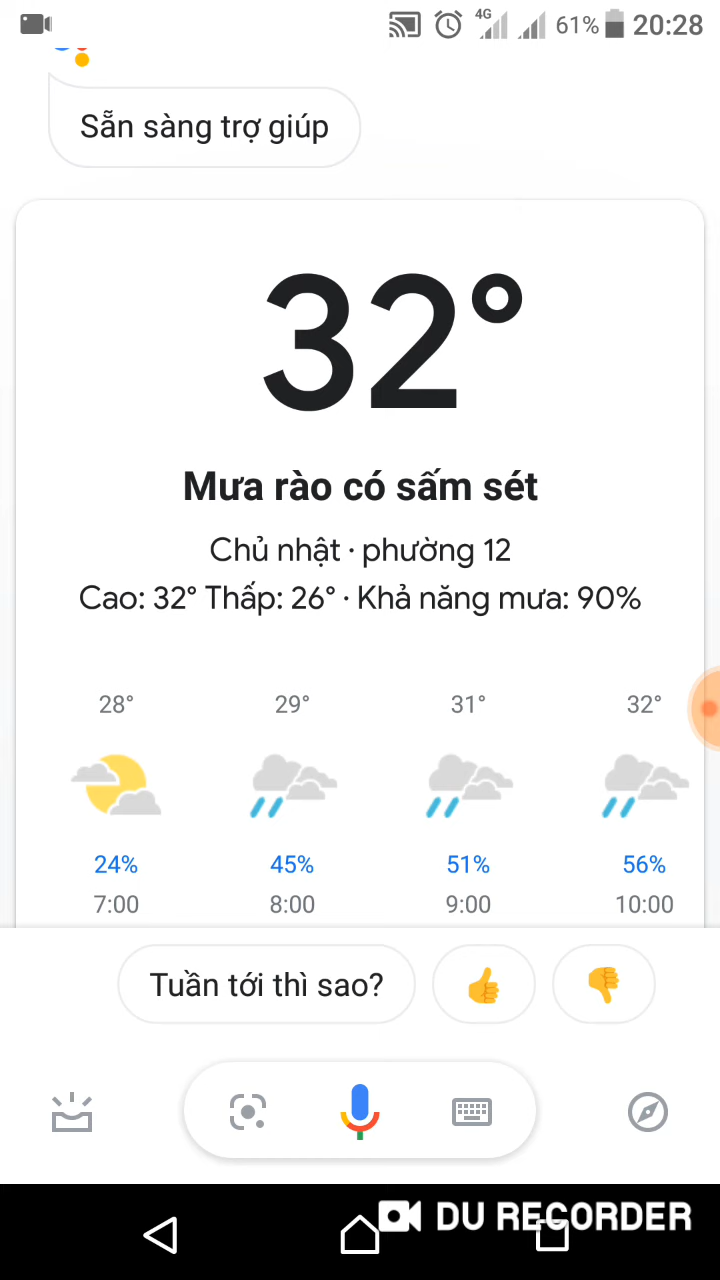 4G 61% 20:28
Sẵn sàng trợ giúp
32°
Mưa rào có sấm sét
Chủ nhật · phường 12
Cao: 32° Thấp: 26° · Khả năng mưa: 90%
28° 29° 31° 32°
24% 45% 51% 56%
7:00 8:00 9:00 10:00
Tuần tới thì sao?
DU RECORDER